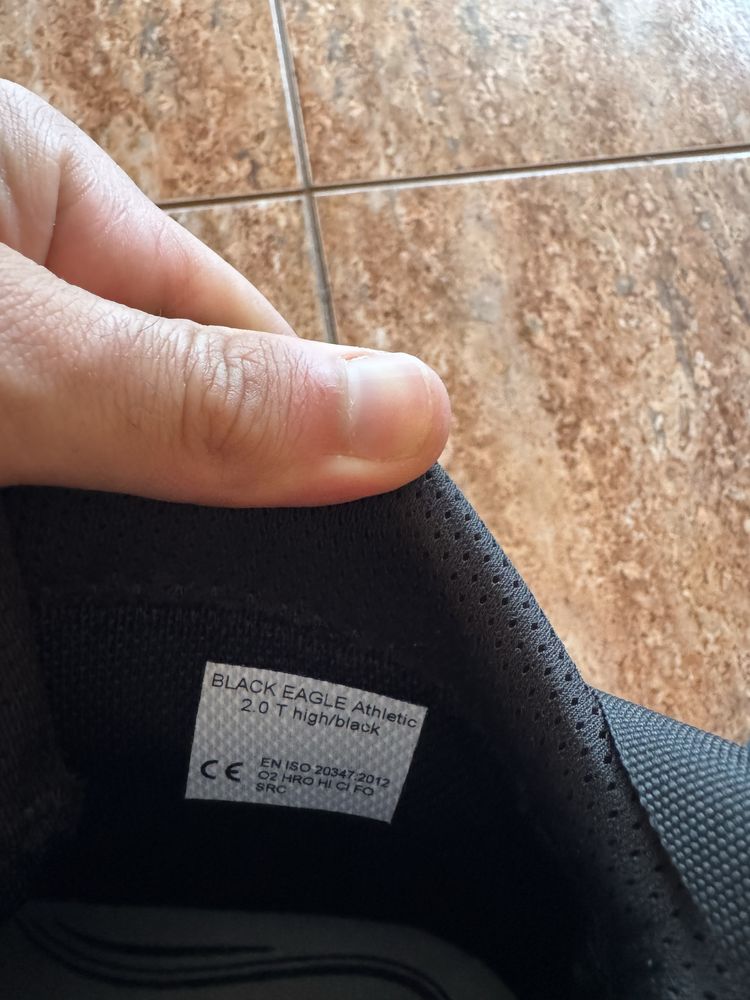 BLACK EAGLE Athletic
2.0 T high/black
CE EN ISO 20347:2012
O2 HRO HI CI FO
SRC